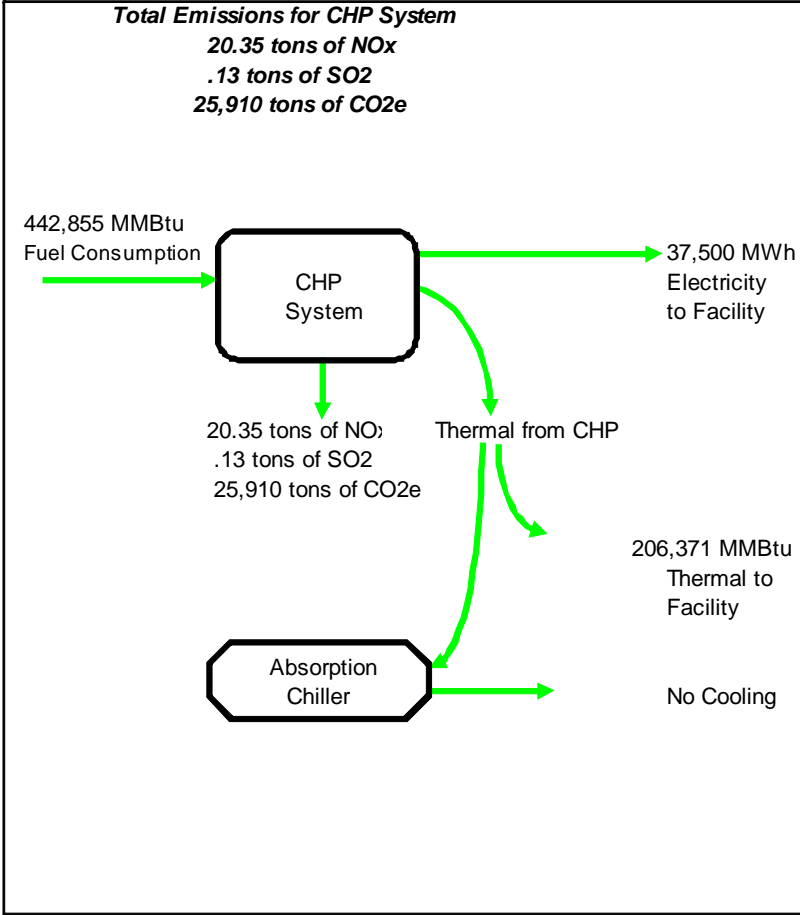 Total Emissions for CHP System
20.35 tons of NOx
.13 tons of SO2
25,910 tons of CO2e
442,855 MMBtu
Fuel Consumption
CHP
System
37,500 MWh
Electricity
to Facility
20.35 tons of NOx
.13 tons of SO2
25,910 tons of CO2e
Thermal from CHP
206,371 MMBtu
Thermal to
Facility
Absorption
Chiller
No Cooling